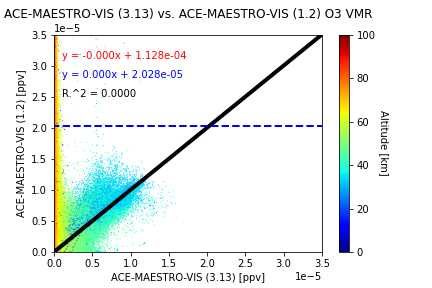 ACE-MAESTRO-VIS (3.13) vs. ACE-MAESTRO-VIS (1.2) O3 VMR
1e−5
3.5
3.0
2.5
2.0
1.5
1.0
0.5
0.0
ACE-MAESTRO-VIS (1.2) [ppv]
y = -0.000x + 1.128e-04
y = 0.000x + 2.028e-05
R.^2 = 0.0000
0.0 0.5 1.0 1.5 2.0 2.5 3.0 3.5
ACE-MAESTRO-VIS (3.13) [ppv]
1e−5
100
80
60
40
20
0
Altitude [km]